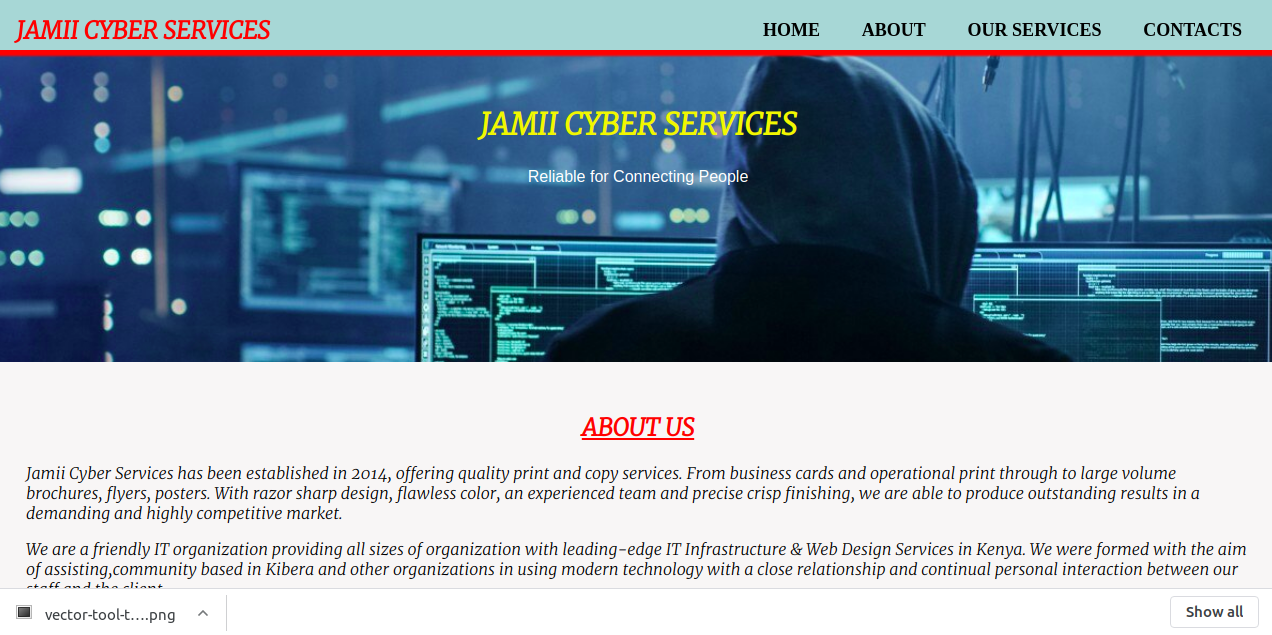 JAMII CYBER SERVICES
HOME ABOUT OUR SERVICES CONTACTS
JAMII CYBER SERVICES
Reliable for Connecting People
ABOUT US
Jamii Cyber Services has been established in 2014, offering quality print and copy services. From business cards and operational print through to large volume
brochures, flyers, posters. With razor sharp design, flawless color, an experienced team and precise crisp finishing, we are able to produce outstanding results in a
demanding and highly competitive market.
We are a friendly IT organization providing all sizes of organization with leading-edge IT Infrastructure & Web Design Services in Kenya. We were formed with the aim
of assisting,community based in Kibera and other organizations in using modern technology with a close relationship and continual personal interaction between our
staff and the client
vector-tool-t….png
Show all